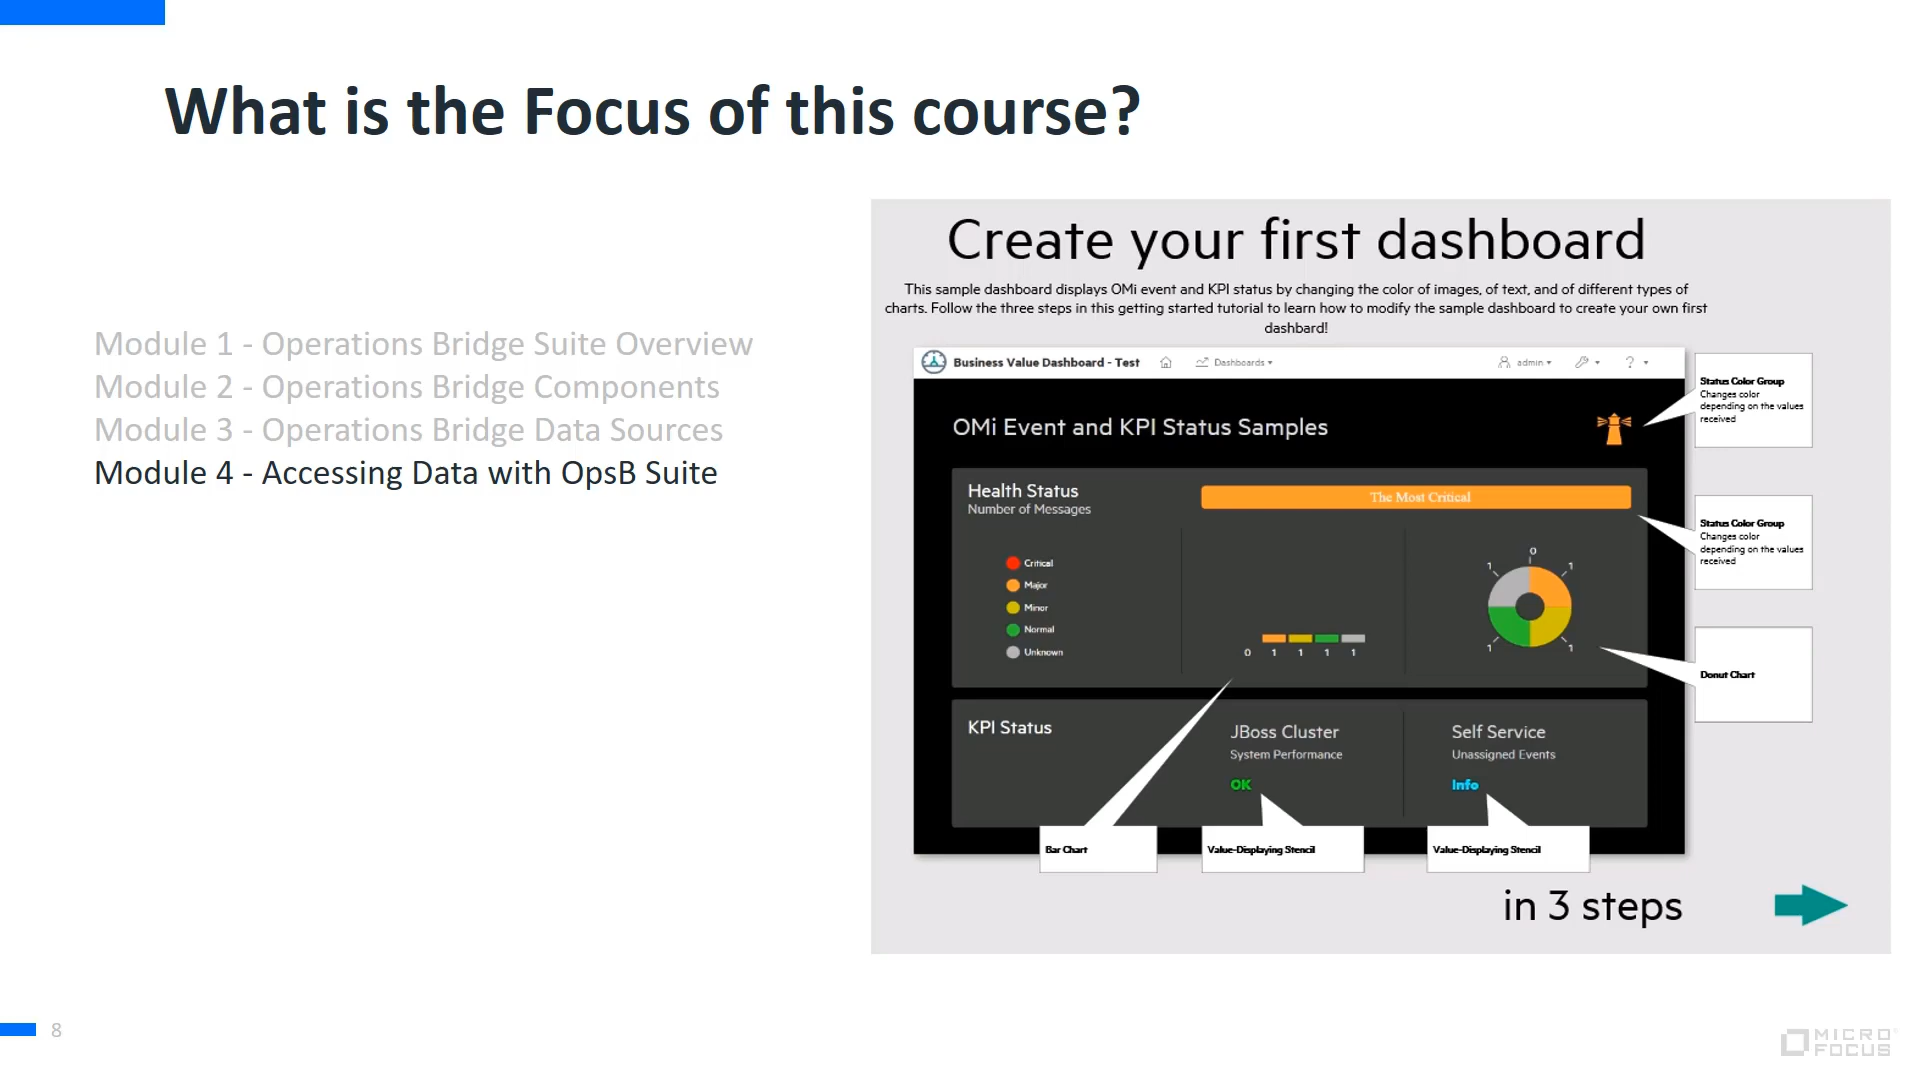 What is the Focus of this course?
Module 1 - Operations Bridge Suite Overview
Module 2 - Operations Bridge Components
Module 3 - Operations Bridge Data Sources
Module 4 - Accessing Data with OpsB Suite
Create your first dashboard
This sample dashboard displays OMi event and KPI status by changing the color of images, of text, and of different types of
charts. Follow the three steps in this getting started tutorial to learn how to modify the sample dashboard to create your own first
dashbard!
Business Value Dashboard - Test
Dashboards
admin
?
Status Color Group
Changes color
depending on the values
received
OMi Event and KPI Status Samples
Health Status
Number of Messages
The Most Critical
Status Color Group
Changes color
depending on the values
received
Critical
Major
Minor
Normal
Unknown
0 1 1 1 1
0
1 1
1 1
Donut Chart
KPI Status
JBoss Cluster
System Performance
OK
Self Service
Unassigned Events
Info
Bar Chart
Value-Displaying Stencil
Value-Displaying Stencil
in 3 steps
8
MICRO
FOCUS